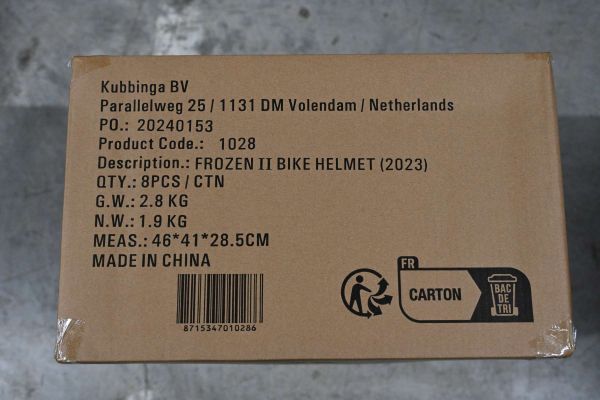 Kubbinga BV
Parallelweg 25 / 1131 DM Volendam / Netherlands
PO.: 20240153
Product Code.: 1028
Description.: FROZEN II BIKE HELMET (2023)
QTY.: 8PCS / CTN
G.W.: 2.8 KG
N.W.: 1.9 KG
MEAS.: 46*41*28.5CM
MADE IN CHINA
8715347010286
FR
CARTON
BAC
DE
TRI